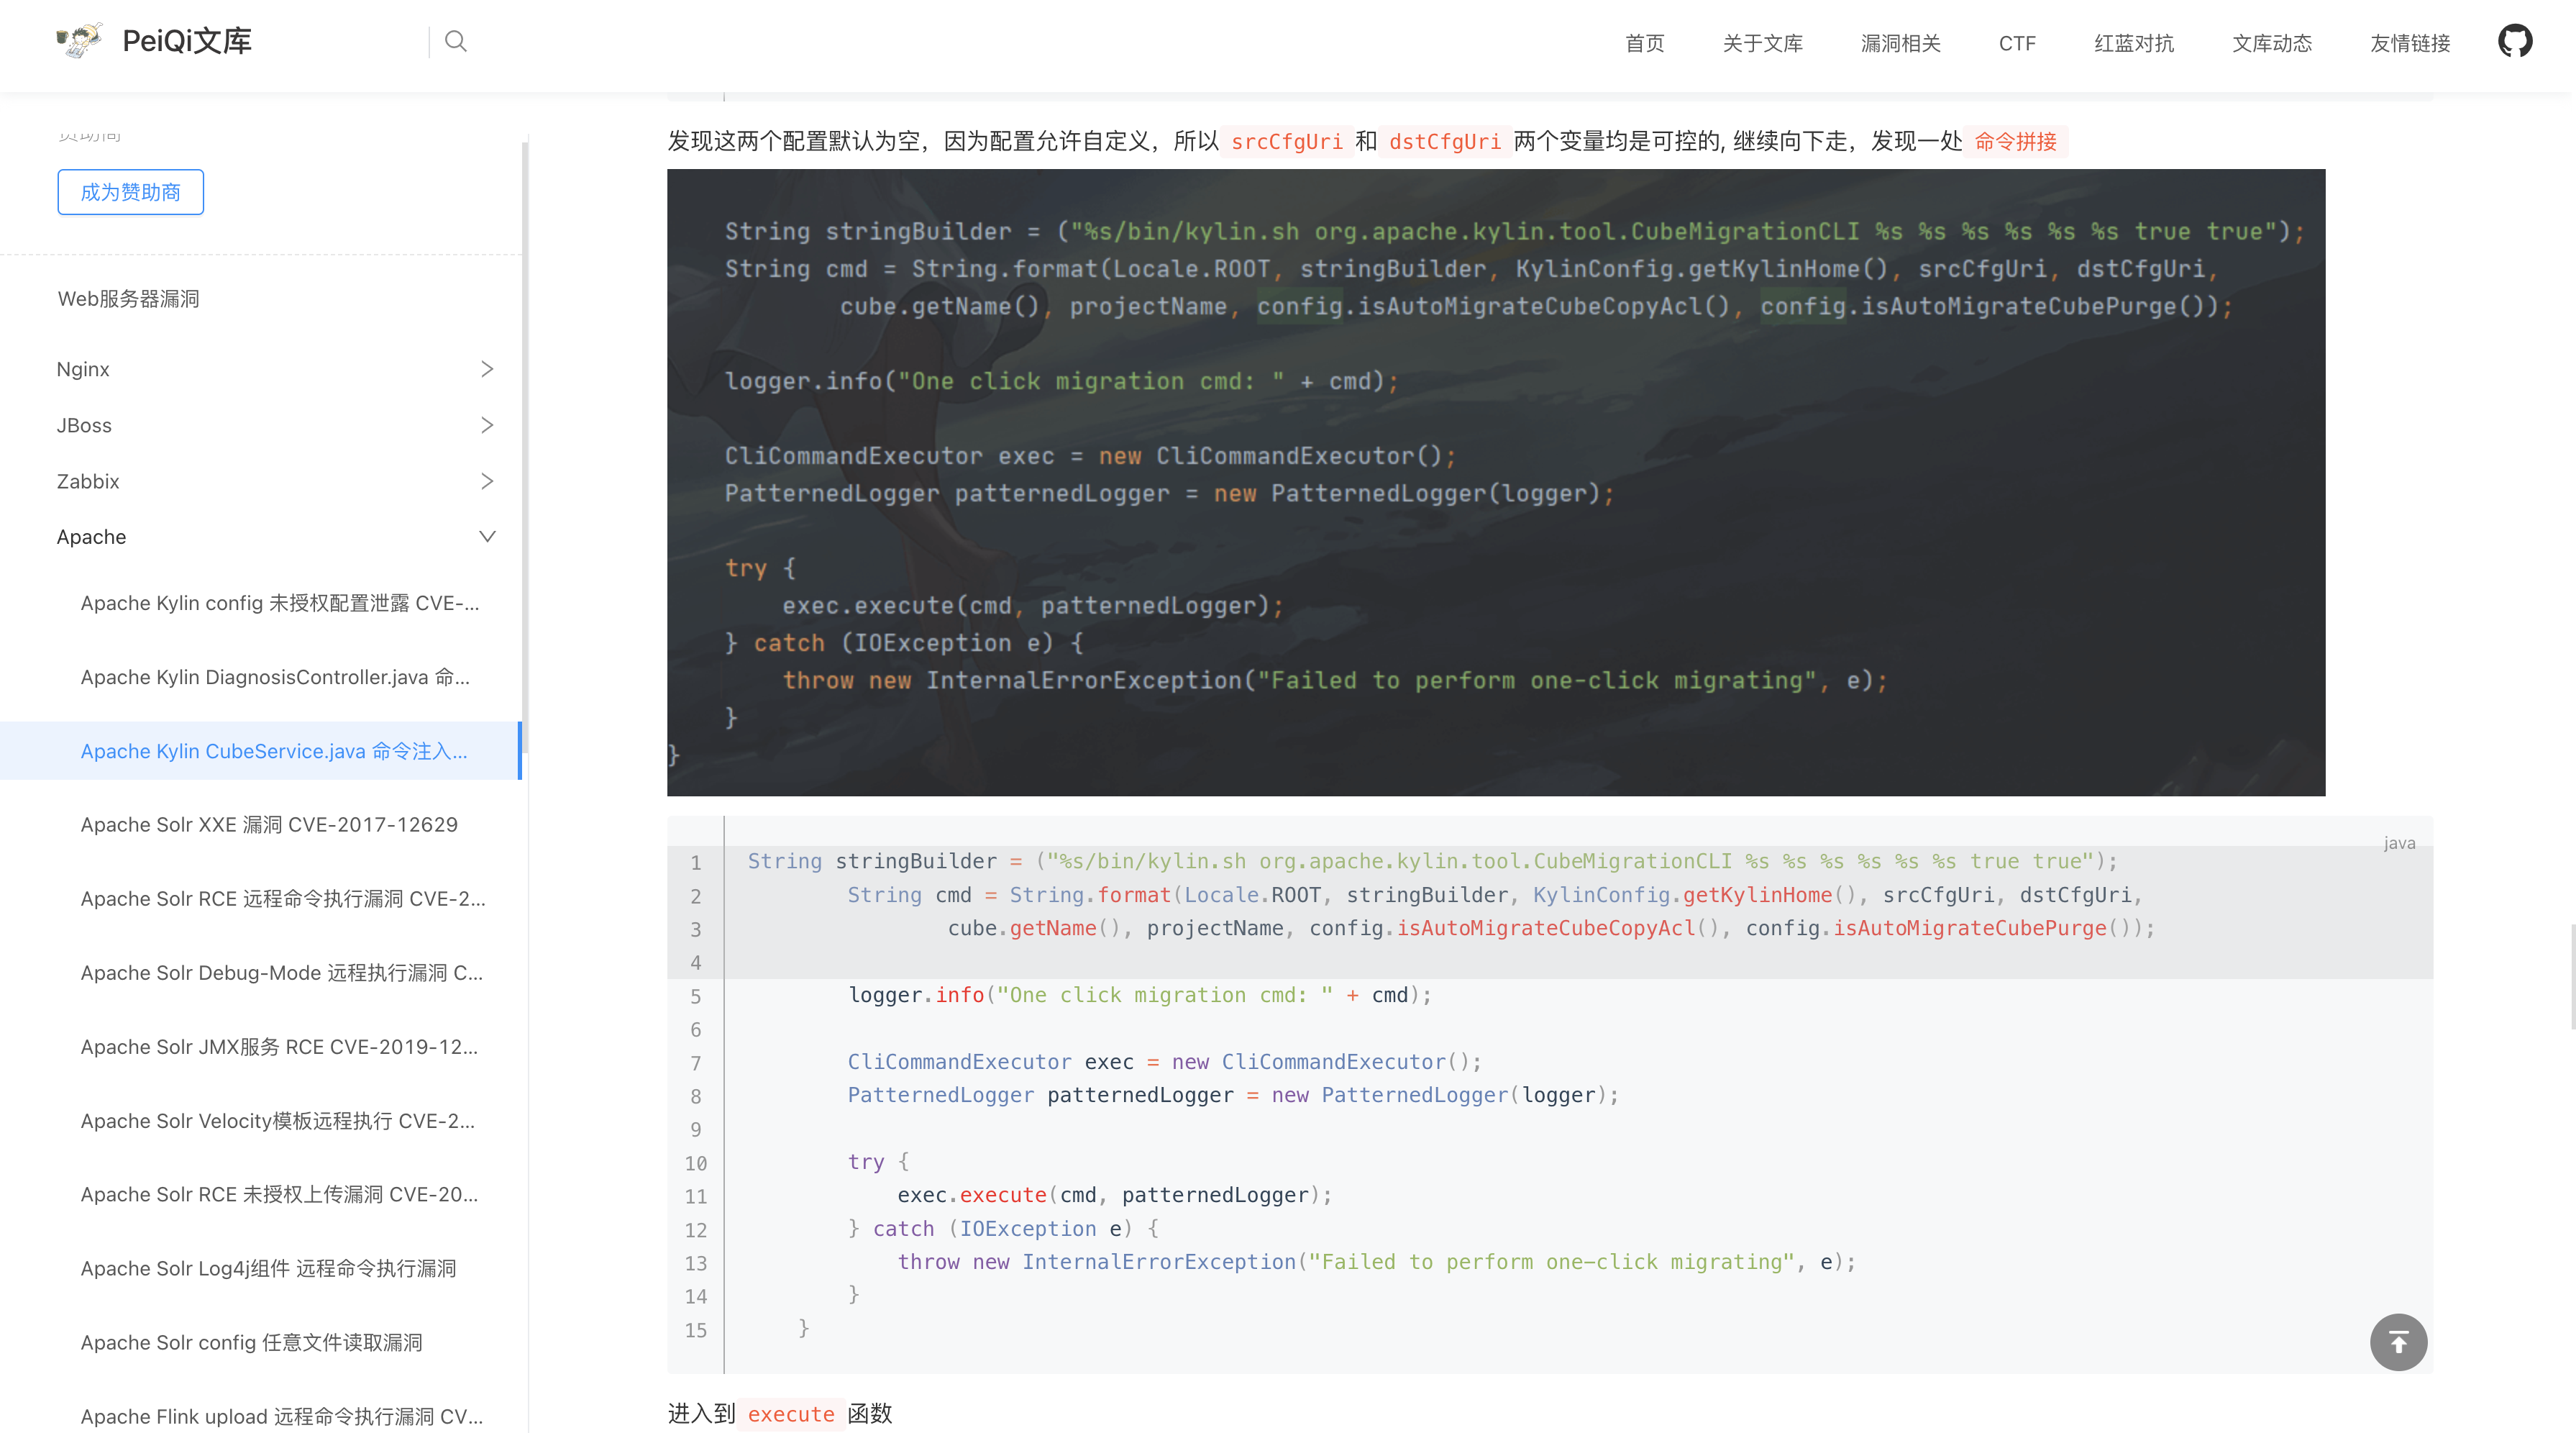 PeiQi文库
首页 关于文库 漏洞相关 CTF 红蓝对抗 文库动态 友情链接
赞助商
成为赞助商
Web服务器漏洞
Nginx
JBoss
Zabbix
Apache
Apache Kylin config 未授权配置泄露 CVE-...
Apache Kylin DiagnosisController.java 命...
Apache Kylin CubeService.java 命令注入...
Apache Solr XXE 漏洞 CVE-2017-12629
Apache Solr RCE 远程命令执行漏洞 CVE-2...
Apache Solr Debug-Mode 远程执行漏洞 C...
Apache Solr JMX服务 RCE CVE-2019-12...
Apache Solr Velocity模板远程执行 CVE-2...
Apache Solr RCE 未授权上传漏洞 CVE-20...
Apache Solr Log4j组件 远程命令执行漏洞
Apache Solr config 任意文件读取漏洞
Apache Flink upload 远程命令执行漏洞 CV...
发现这两个配置默认为空，因为配置允许自定义，所以 srcCfgUri 和 dstCfgUri 两个变量均是可控的, 继续向下走，发现一处 命令拼接
String stringBuilder = ("%s/bin/kylin.sh org.apache.kylin.tool.CubeMigrationCLI %s %s %s %s %s %s true true");
String cmd = String.format(Locale.ROOT, stringBuilder, KylinConfig.getKylinHome(), srcCfgUri, dstCfgUri,
cube.getName(), projectName, config.isAutoMigrateCubeCopyAcl(), config.isAutoMigrateCubePurge());
logger.info("One click migration cmd: " + cmd);
CliCommandExecutor exec = new CliCommandExecutor();
PatternedLogger patternedLogger = new PatternedLogger(logger);
try {
exec.execute(cmd, patternedLogger);
} catch (IOException e) {
throw new InternalErrorException("Failed to perform one-click migrating", e);
}
}
java
1 String stringBuilder = ("%s/bin/kylin.sh org.apache.kylin.tool.CubeMigrationCLI %s %s %s %s %s %s true true");
2 String cmd = String.format(Locale.ROOT, stringBuilder, KylinConfig.getKylinHome(), srcCfgUri, dstCfgUri,
3 cube.getName(), projectName, config.isAutoMigrateCubeCopyAcl(), config.isAutoMigrateCubePurge());
4
5 logger.info("One click migration cmd: " + cmd);
6
7 CliCommandExecutor exec = new CliCommandExecutor();
8 PatternedLogger patternedLogger = new PatternedLogger(logger);
9
10 try {
11 exec.execute(cmd, patternedLogger);
12 } catch (IOException e) {
13 throw new InternalErrorException("Failed to perform one-click migrating", e);
14 }
15 }
进入到 execute 函数